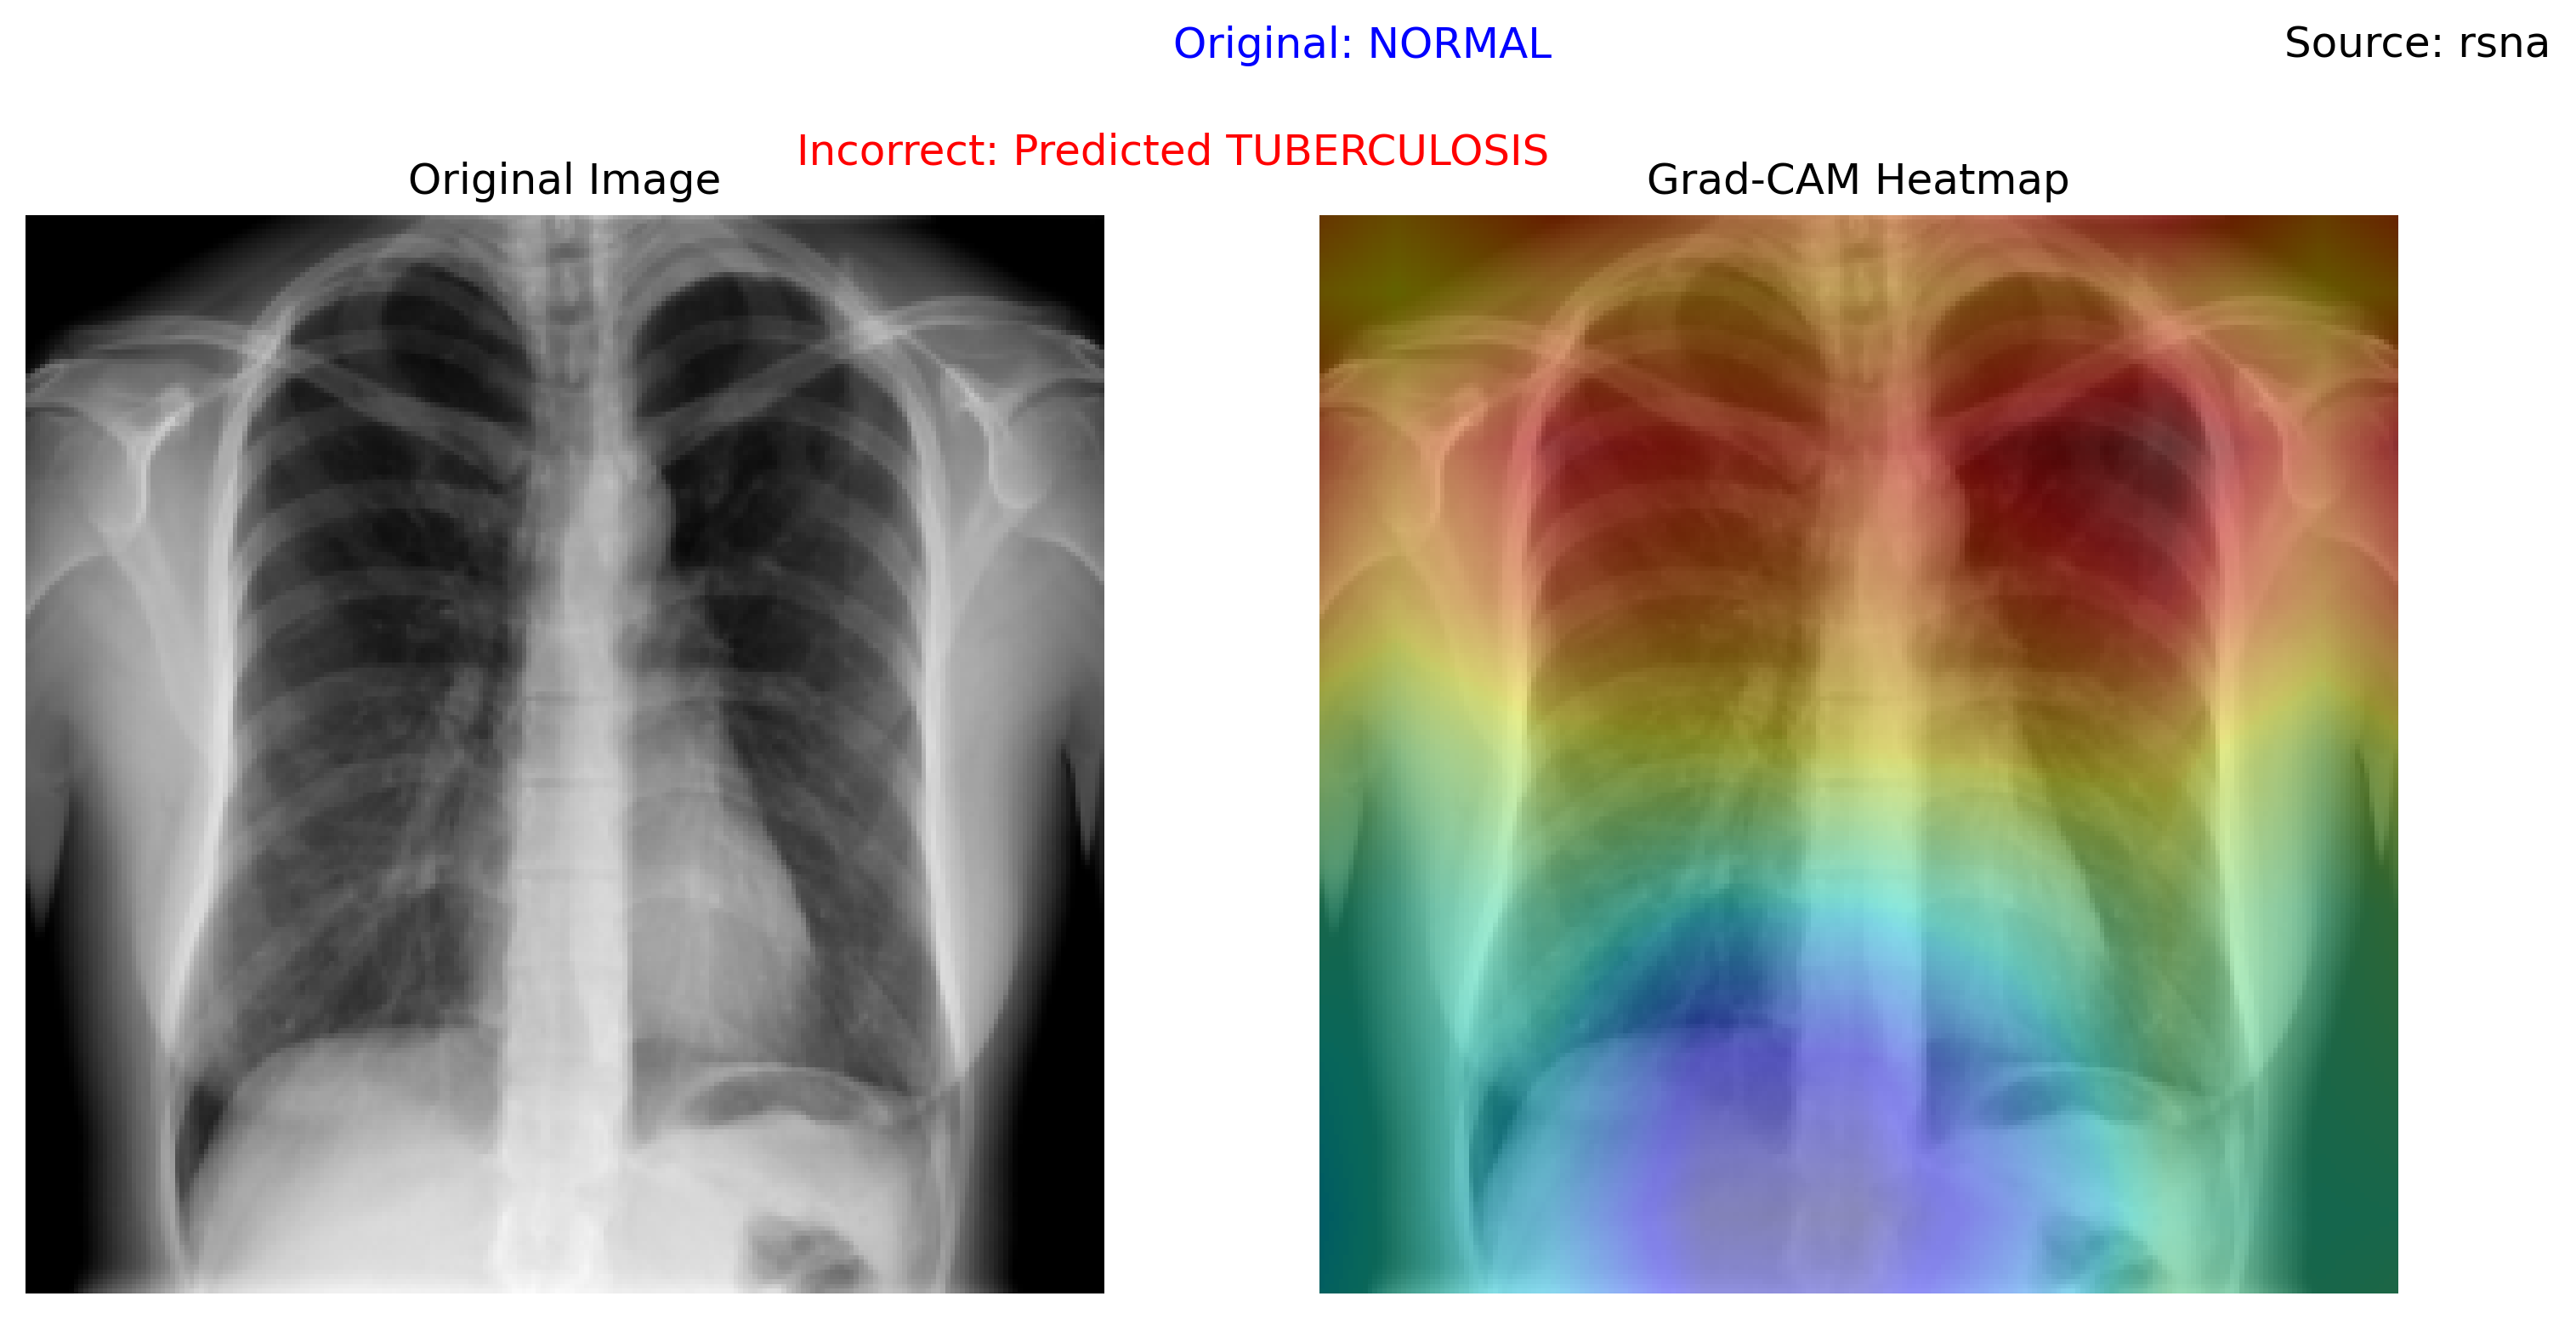 Original: NORMAL
Source: rsna
Incorrect: Predicted TUBERCULOSIS
Original Image
Grad-CAM Heatmap